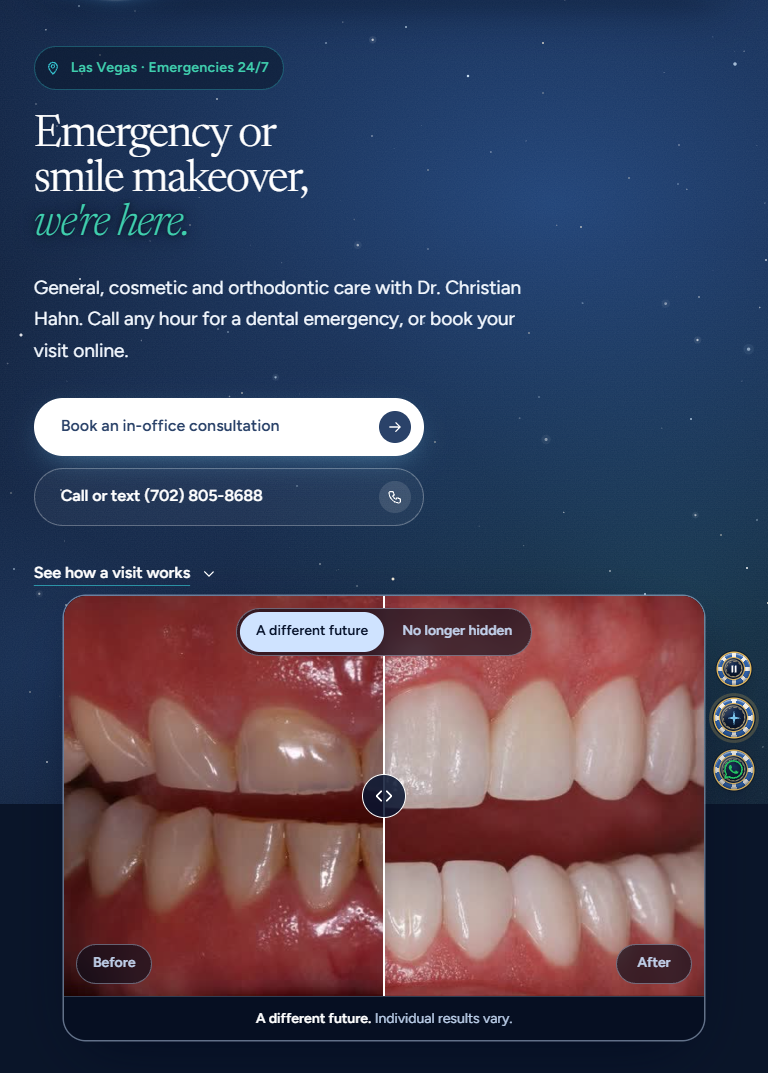 Las Vegas · Emergencies 24/7
Emergency or
smile makeover,
we're here.
General, cosmetic and orthodontic care with Dr. Christian
Hahn. Call any hour for a dental emergency, or book your
visit online.
Book an in-office consultation
Call or text (702) 805-8688
See how a visit works
A different future
No longer hidden
Before
After
A different future. Individual results vary.